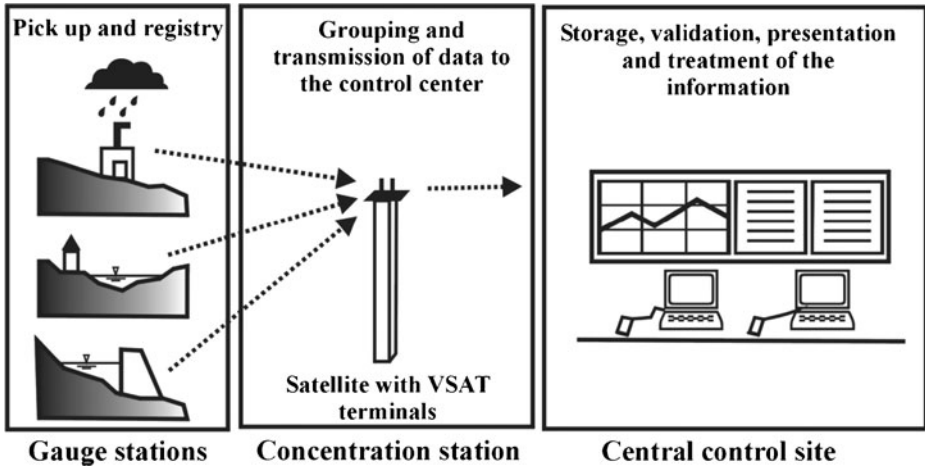 Pick up and registry
Grouping and
transmission of data to
the control center
Storage, validation, presentation
and treatment of the
information
Satellite with VSAT
terminals
Gauge stations
Concentration station
Central control site